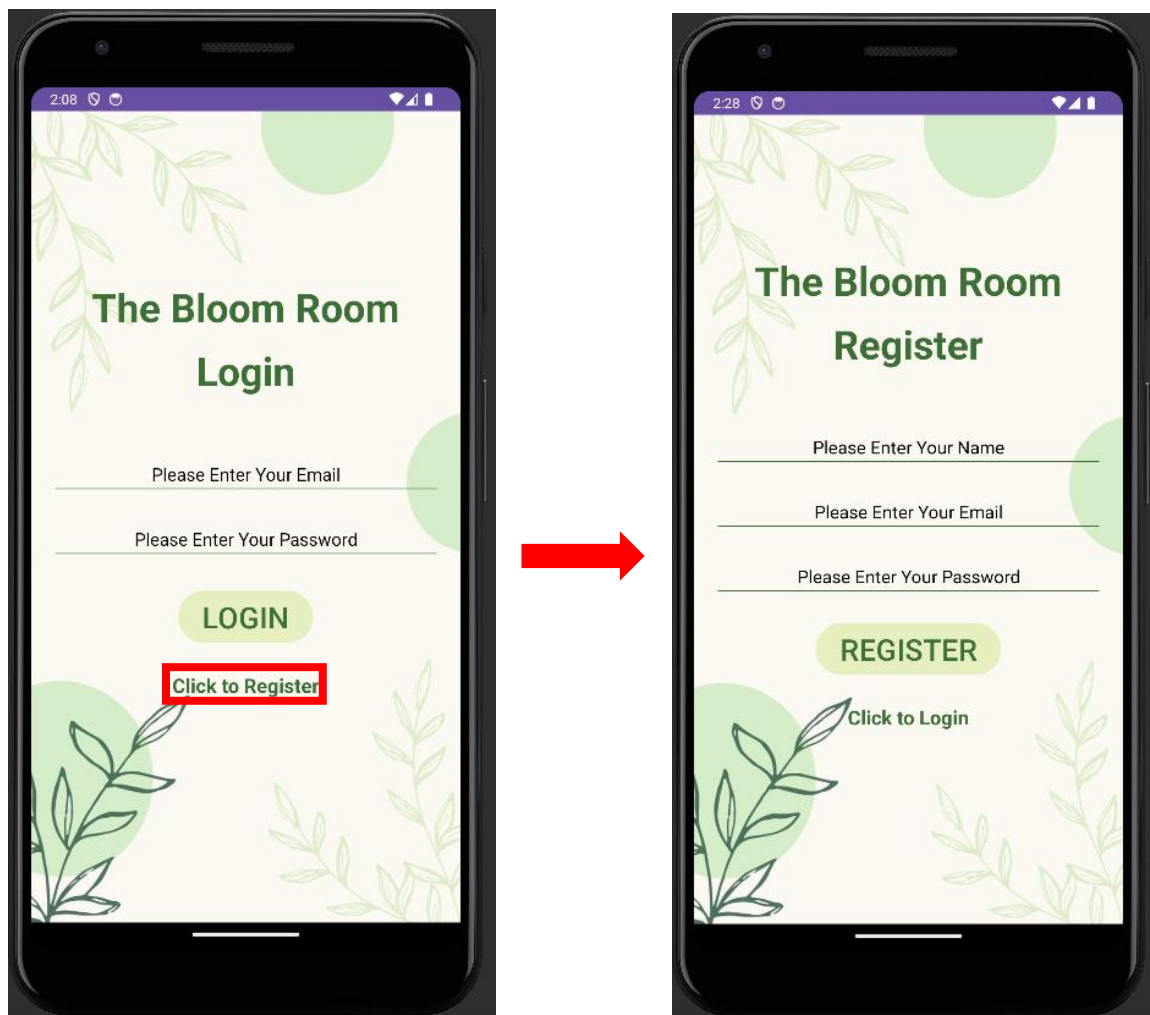 2:08
The Bloom Room
Login
Please Enter Your Email
Please Enter Your Password
LOGIN
Click to Register
2:28
The Bloom Room
Register
Please Enter Your Name
Please Enter Your Email
Please Enter Your Password
REGISTER
Click to Login